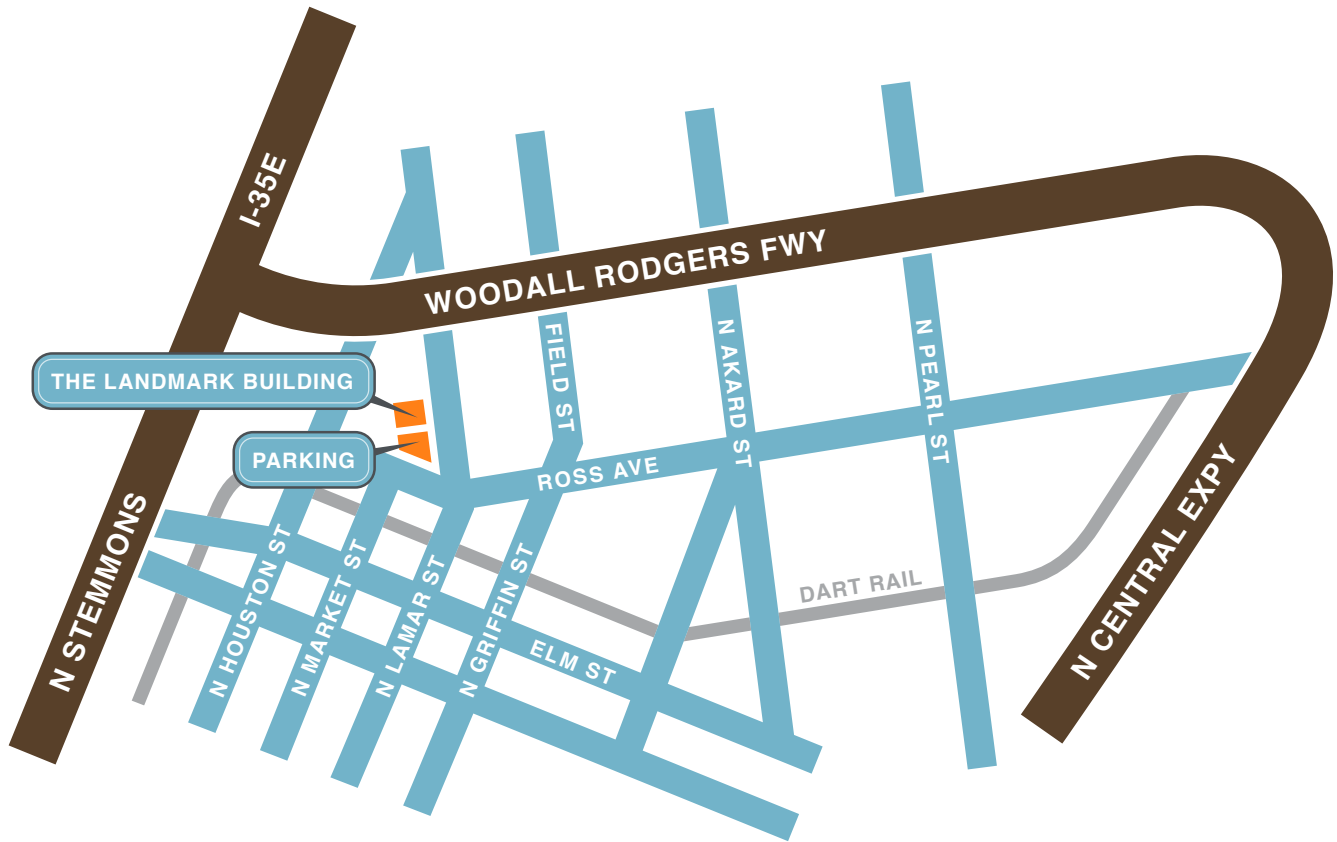 I-35E
WOODALL RODGERS FWY
FIELD ST
N AKARD ST
N PEARL ST
THE LANDMARK BUILDING
PARKING
ROSS AVE
N STEMMONS
N HOUSTON ST
N MARKET ST
N LAMAR ST
N GRIFFIN ST
ELM ST
DART RAIL
N CENTRAL EXPY